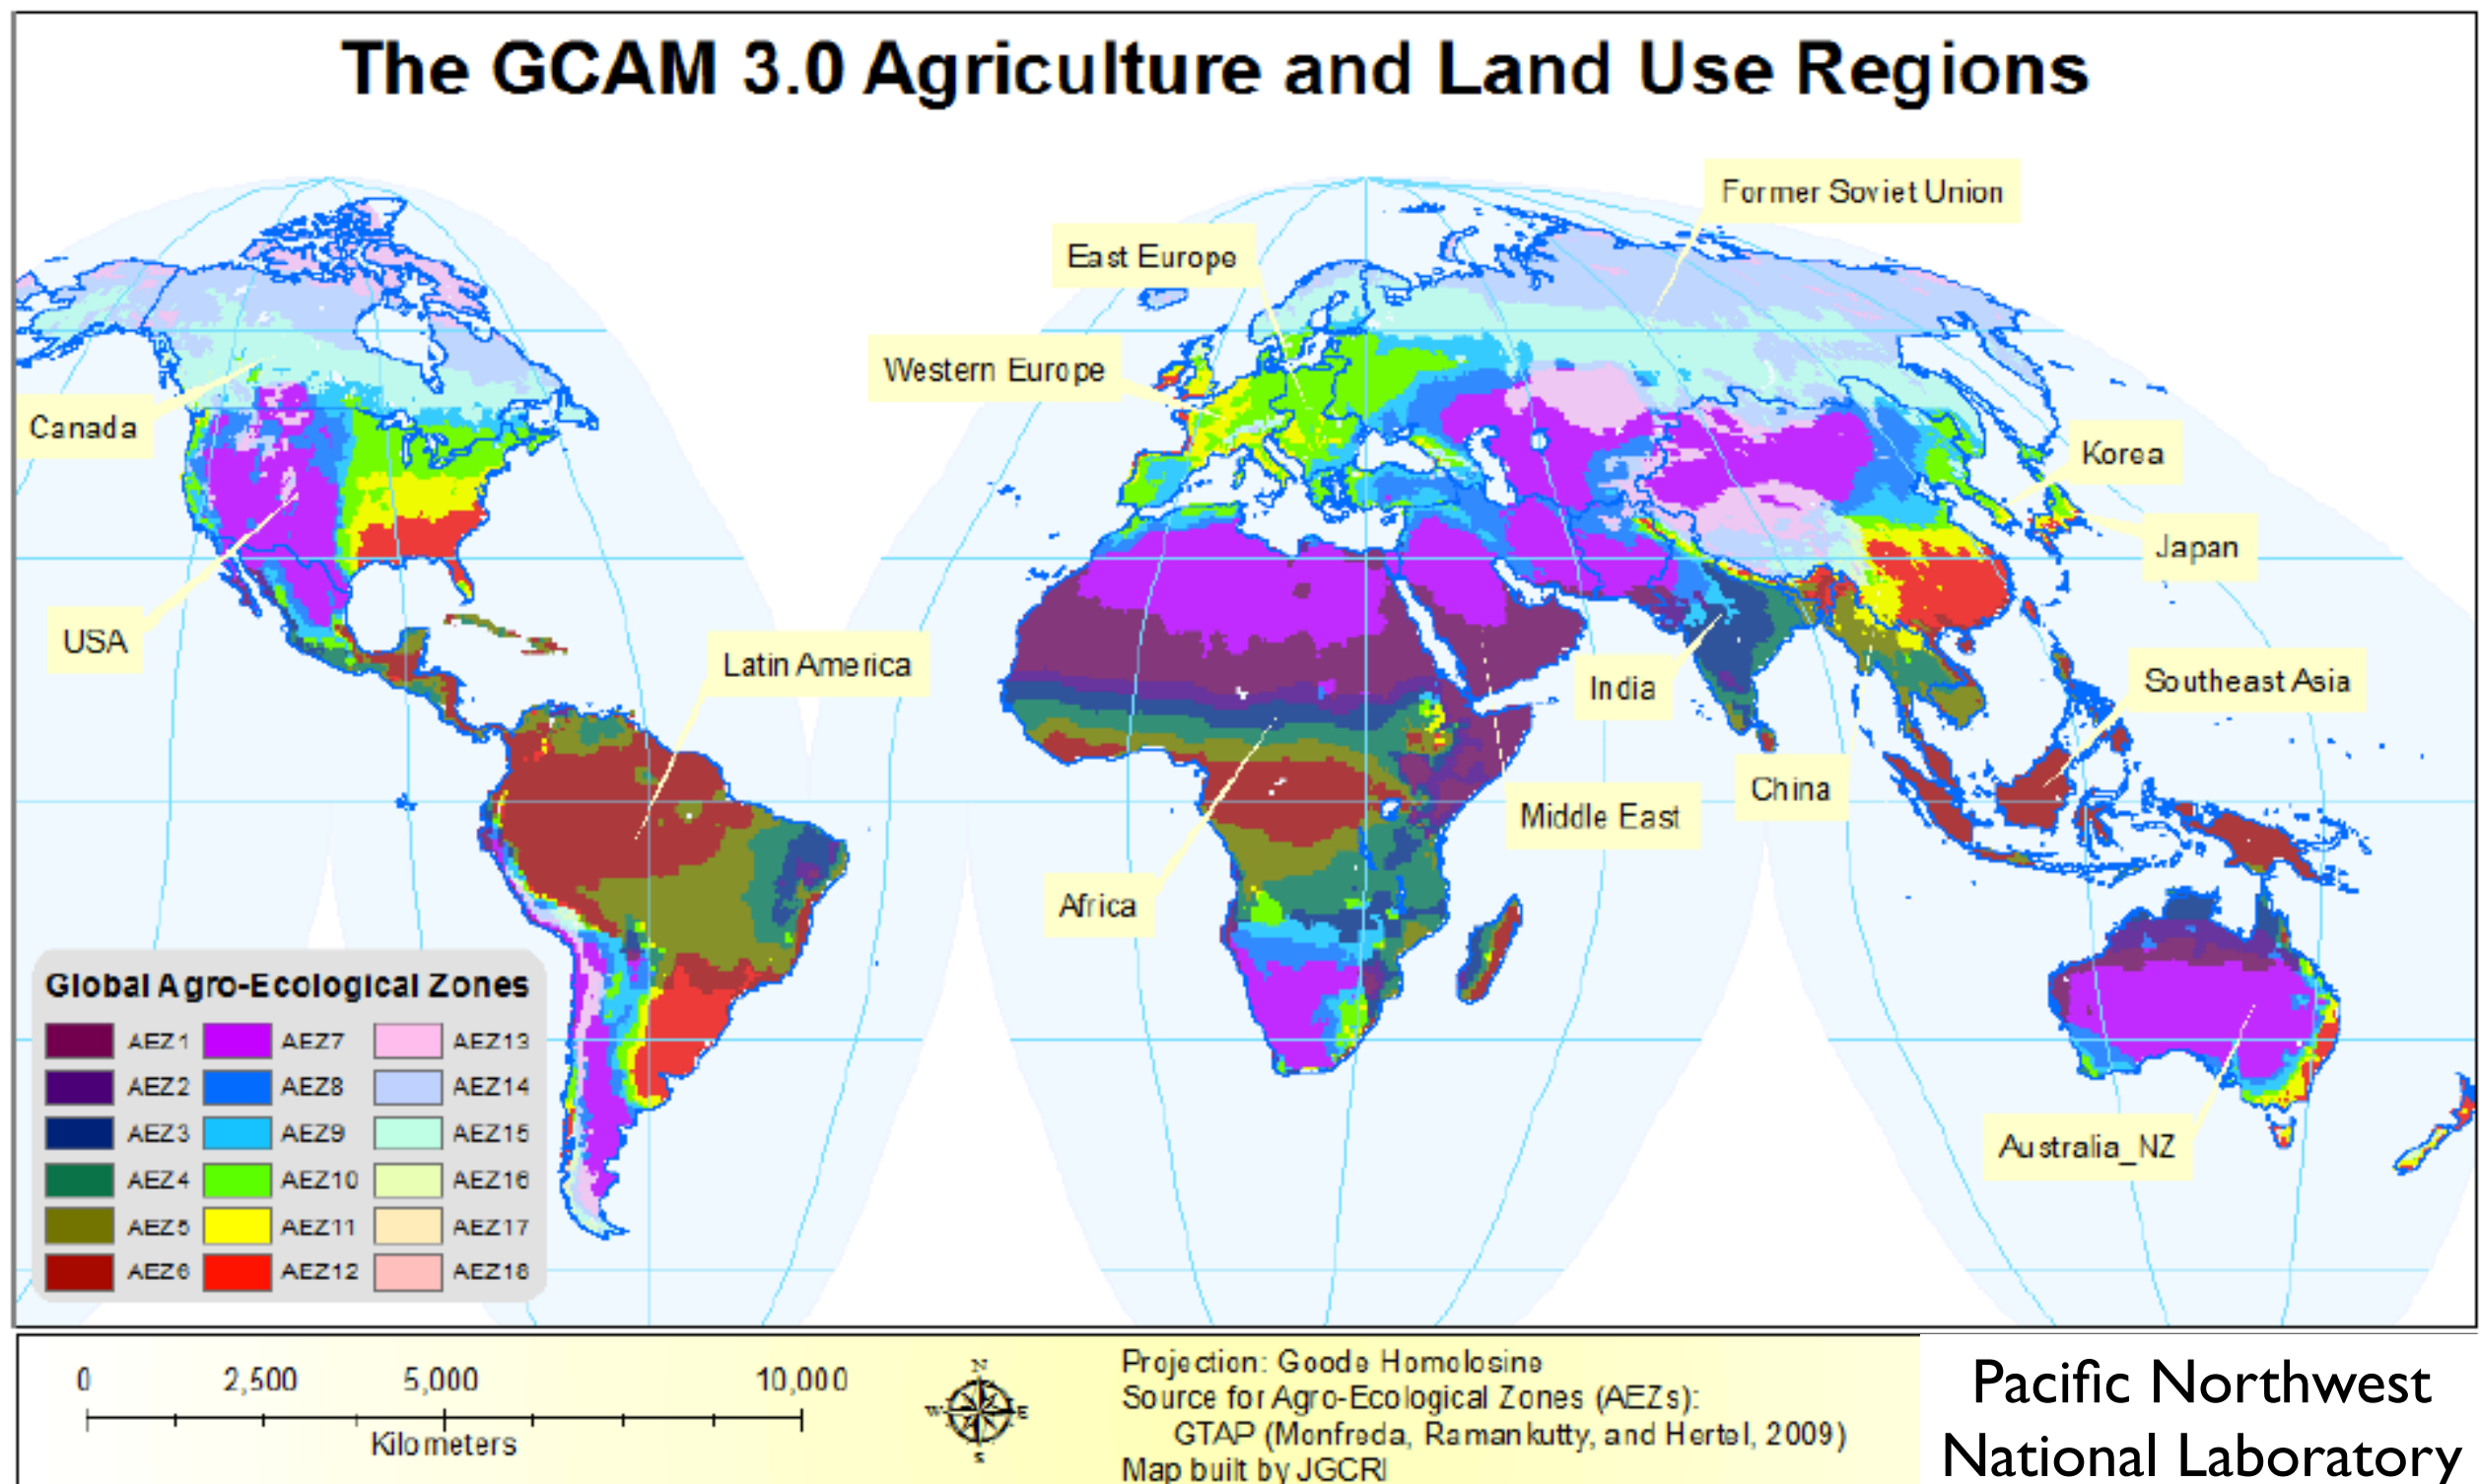 The GCAM 3.0 Agriculture and Land Use Regions
Former Soviet Union
East Europe
Western Europe
Canada
Korea
Japan
USA
Latin America
India
Southeast Asia
China
Middle East
Africa
Australia_NZ
Global Agro-Ecological Zones
AEZ1 AEZ7 AEZ13
AEZ2 AEZ8 AEZ14
AEZ3 AEZ9 AEZ15
AEZ4 AEZ10 AEZ16
AEZ5 AEZ11 AEZ17
AEZ6 AEZ12 AEZ18
0 2,500 5,000 10,000
Kilometers
N
W E
S
Projection: Goode Homolosine
Source for Agro-Ecological Zones (AEZs):
GTAP (Monfreda, Ramankutty, and Hertel, 2009)
Map built by JGCRI
Pacific Northwest
National Laboratory